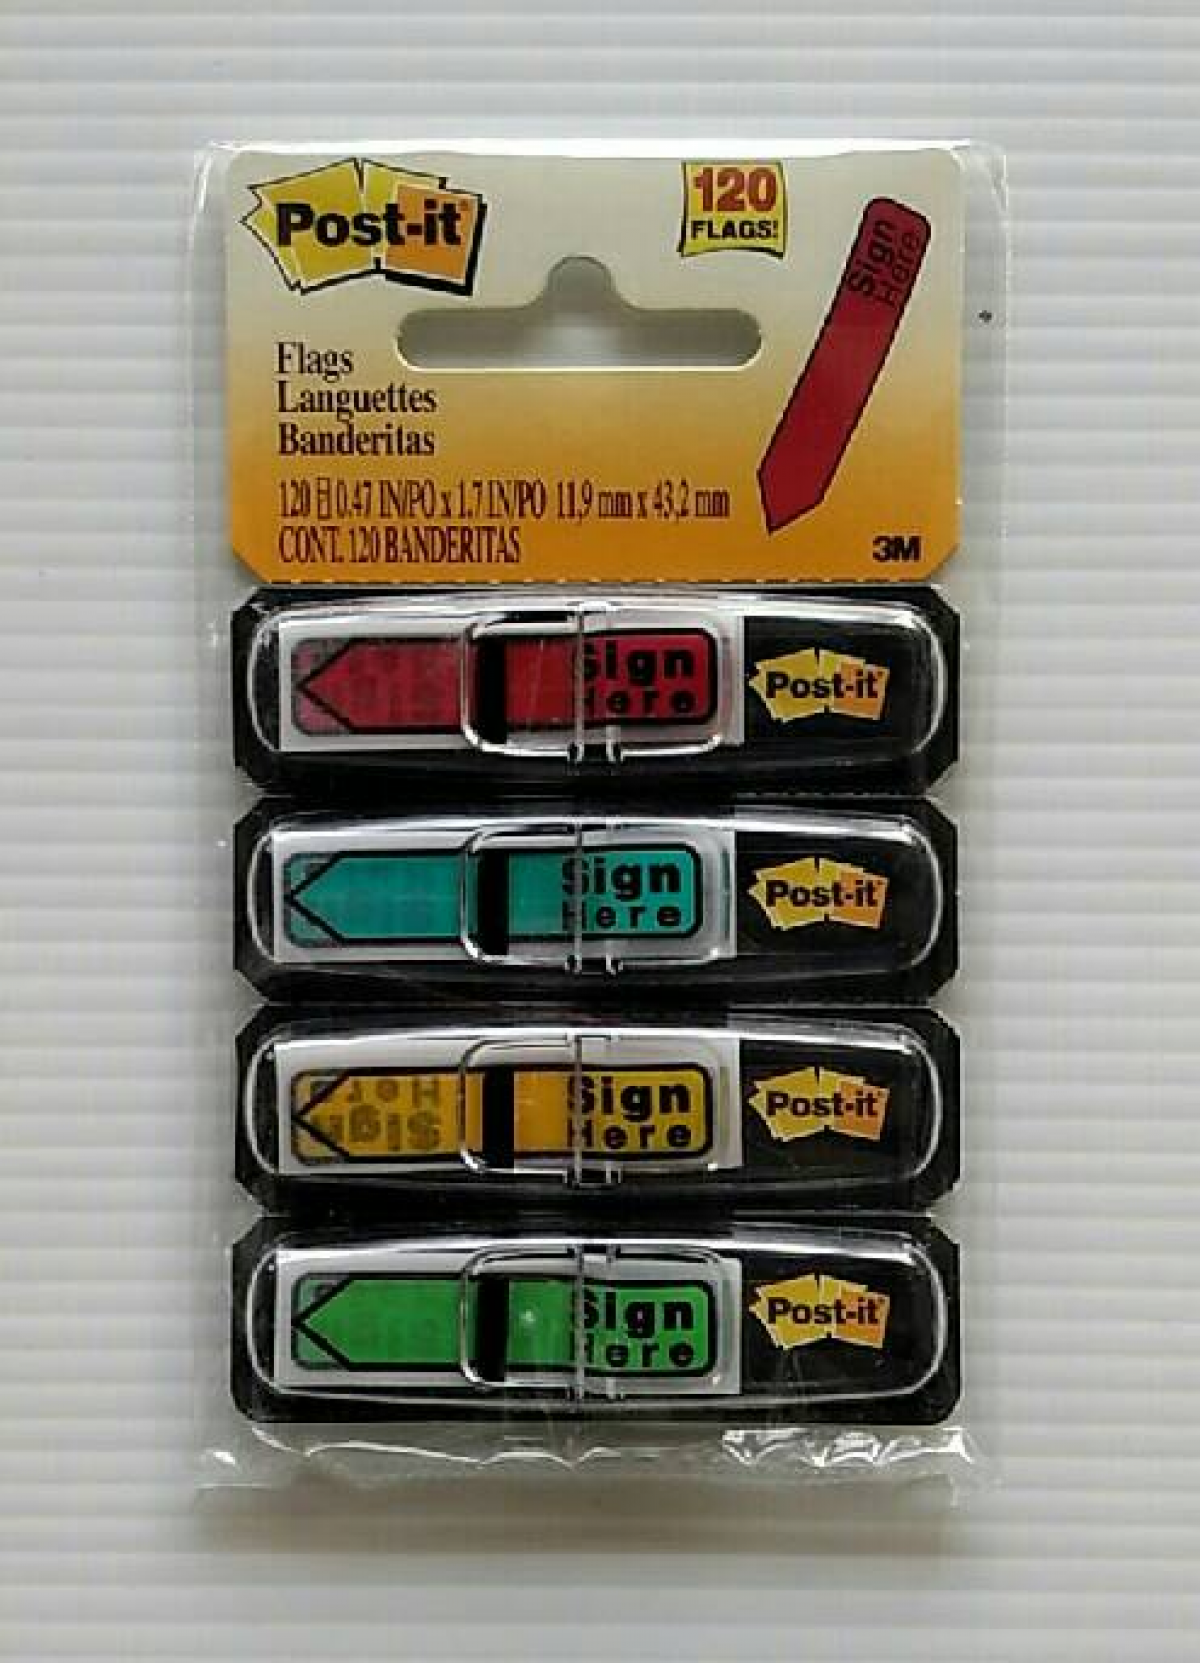 Post-it®
120
FLAGS!
Sign
Here
Flags
Languettes
Banderitas
120 0.47 IN/PO x 1.7 IN/PO 11,9 mm x 43,2 mm
CONT. 120 BANDERITAS
3M
Sign
Here
Post-it®
Sign
Here
Post-it®
Sign
Here
Sign
Here
Post-it®
Sign
Here
Post-it®